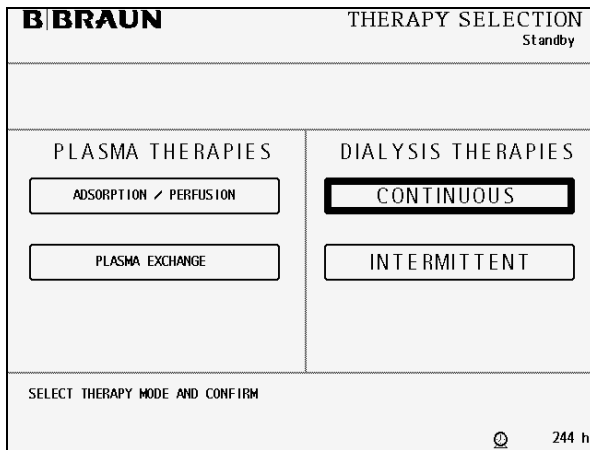 B|BRAUN
THERAPY SELECTION
Standby
PLASMA THERAPIES
ADSORPTION / PERFUSION
PLASMA EXCHANGE
DIALYSIS THERAPIES
CONTINUOUS
INTERMITTENT
SELECT THERAPY MODE AND CONFIRM
244 h